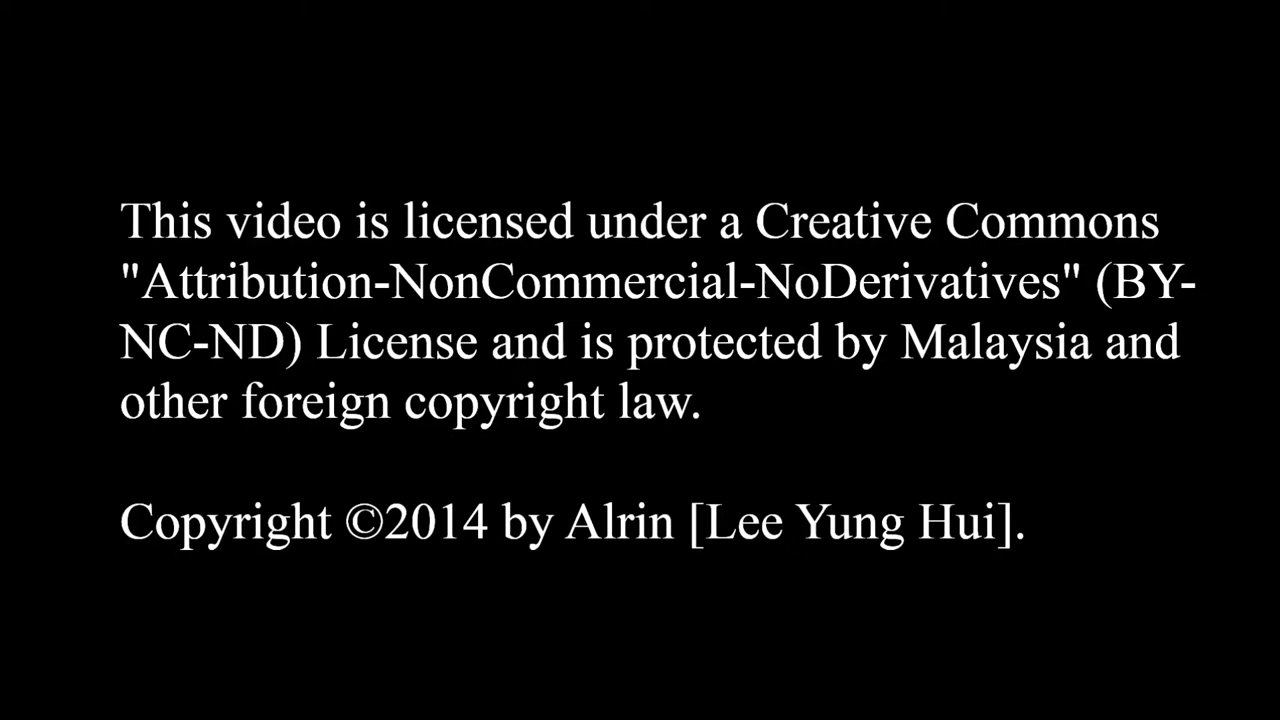 This video is licensed under a Creative Commons
"Attribution-NonCommercial-NoDerivatives" (BY-
NC-ND) License and is protected by Malaysia and
other foreign copyright law.
Copyright ©2014 by Alrin [Lee Yung Hui].